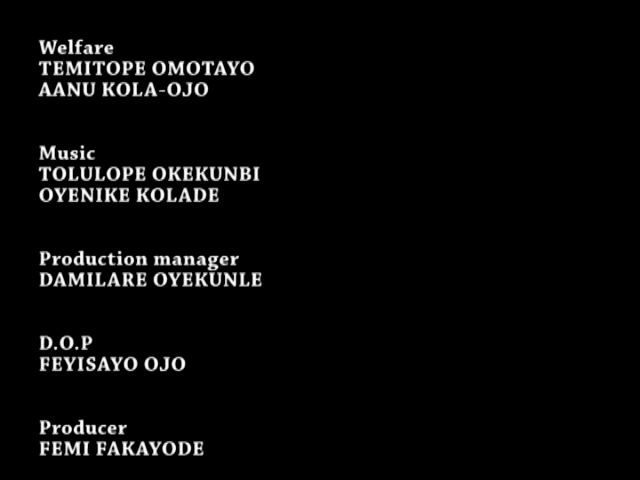 Welfare
TEMITOPE OMOTAYO
AANU KOLA-OJO
Music
TOLULOPE OKEKUNBI
OYENIKE KOLADE
Production manager
DAMILARE OYEKUNLE
D.O.P
FEYISAYO OJO
Producer
FEMI FAKAYODE